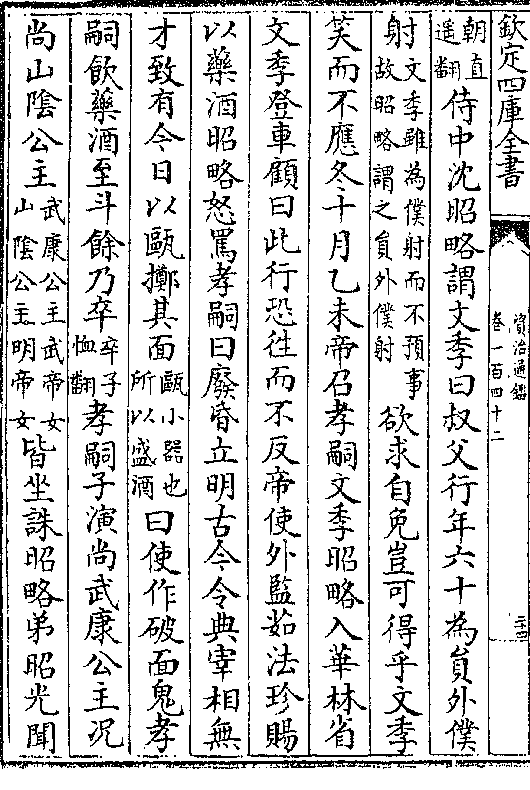 欽定四庫全書
資治通鑑
卷一百四十二
三四
朝直
遥翻
侍中沈昭略謂文季曰叔父行年六十為員外僕
射
文季雖為僕射而不預事
故昭略謂之員外僕射
欲求自免豈可得乎文季
笑而不應冬十月乙未帝召孝嗣文季昭略入華林省
文季登車顧曰此行恐往而不反帝使外監茹法珍賜
以藥酒昭略怒罵孝嗣曰廢昏立明古今令典宰相無
才致有今日以甌擲其面
甌小器也
所以盛酒
曰使作破面鬼孝
嗣飲藥酒至斗餘乃卒
卒子
恤翻
孝嗣子演尚武康公主况
尚山隂公主
武康公主武帝女
山隂公主明帝女
皆坐誅昭略弟昭光聞